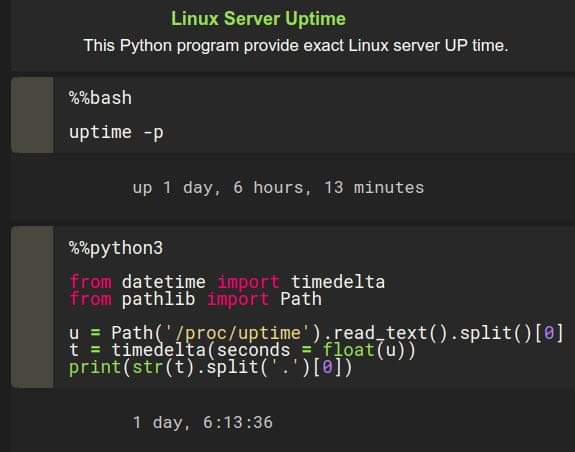 Linux Server Uptime
This Python program provide exact Linux server UP time.
%%bash
uptime -p
up 1 day, 6 hours, 13 minutes
%%python3
from datetime import timedelta
from pathlib import Path
u = Path('/proc/uptime').read_text().split()[0]
t = timedelta(seconds = float(u))
print(str(t).split('.')[0])
1 day, 6:13:36